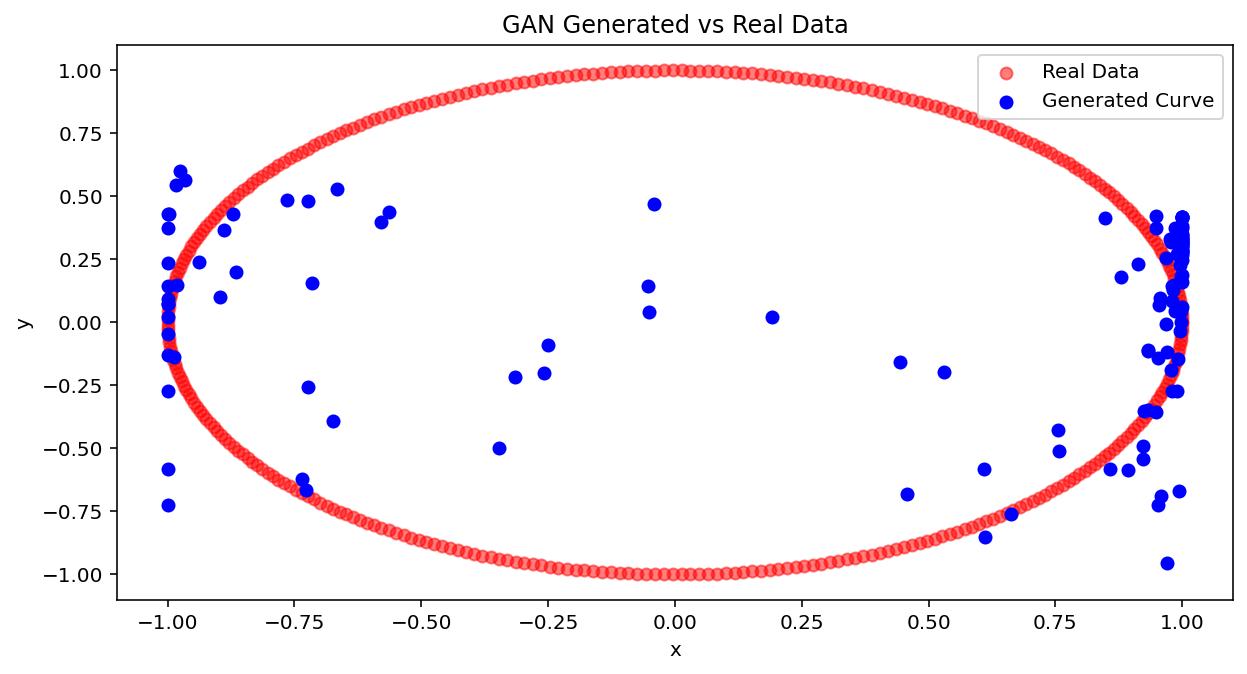 GAN Generated vs Real Data
Real Data
Generated Curve
1.00
0.75
0.50
0.25
0.00
−0.25
−0.50
−0.75
−1.00
y
−1.00 −0.75 −0.50 −0.25 0.00 0.25 0.50 0.75 1.00
x